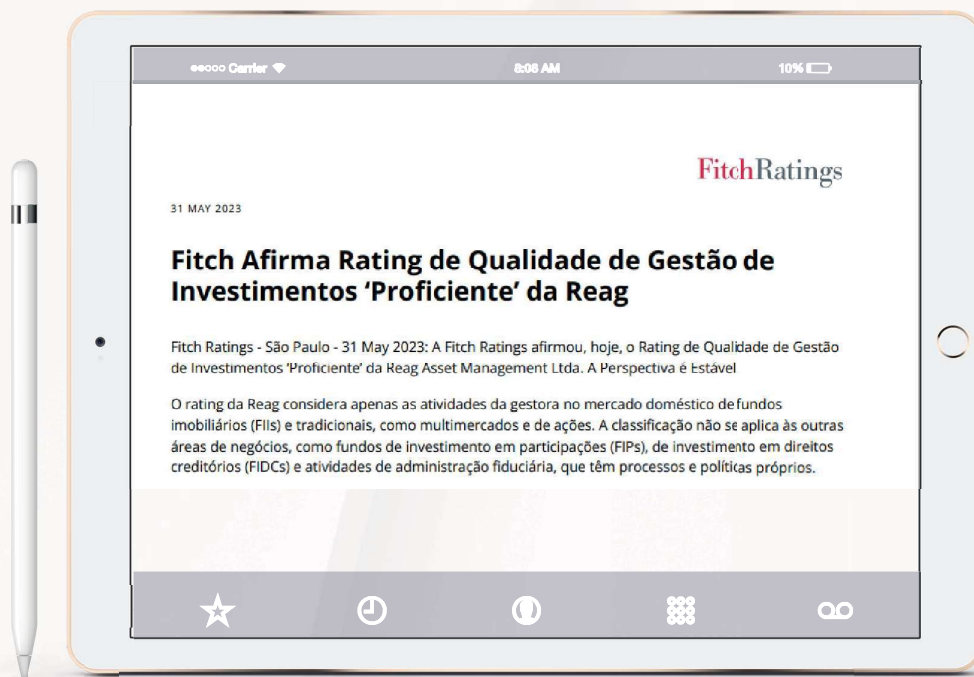 Carrier
8:08 AM
10%
FitchRatings
31 MAY 2023
Fitch Afirma Rating de Qualidade de Gestão de
Investimentos ‘Proficiente’ da Reag
Fitch Ratings - São Paulo - 31 May 2023: A Fitch Ratings afirmou, hoje, o Rating de Qualidade de Gestão
de Investimentos 'Proficiente' da Reag Asset Management Ltda. A Perspectiva é Estável
O rating da Reag considera apenas as atividades da gestora no mercado doméstico de fundos
imobiliários (FIIs) e tradicionais, como multimercados e de ações. A classificação não se aplica às outras
áreas de negócios, como fundos de investimento em participações (FIPs), de investimento em direitos
creditórios (FIDCs) e atividades de administração fiduciária, que têm processos e políticas próprios.